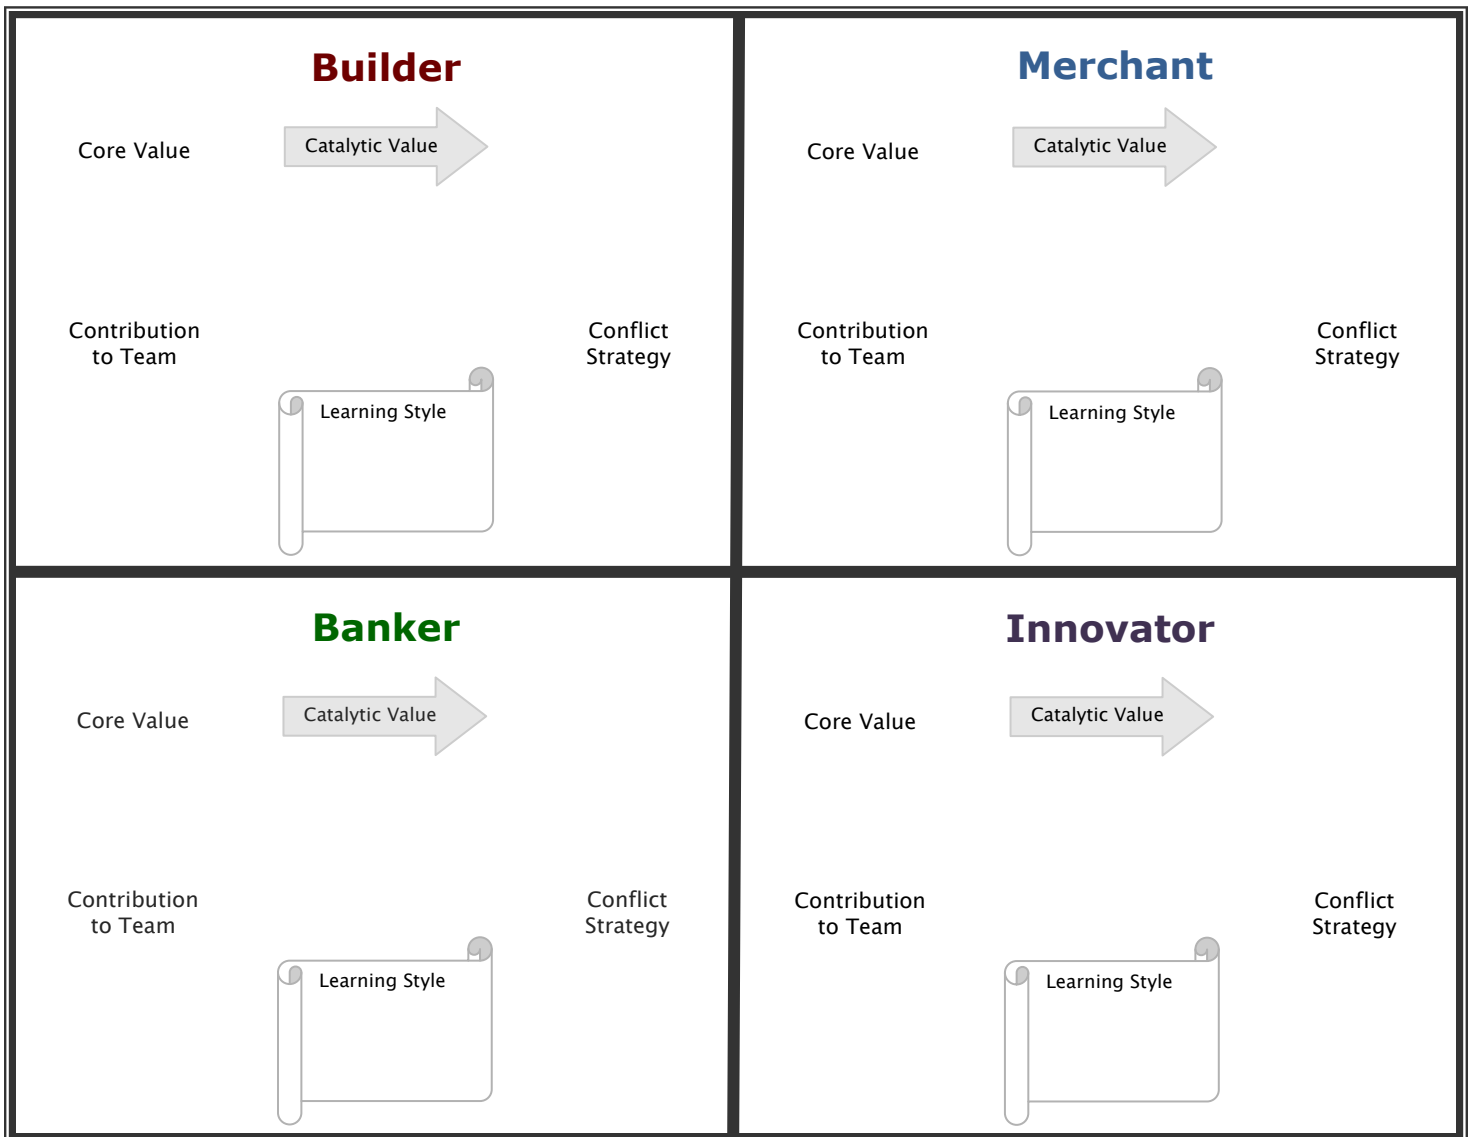 Builder
Core Value
Catalytic Value
Contribution
to Team
Conflict
Strategy
Learning Style
Merchant
Core Value
Catalytic Value
Contribution
to Team
Conflict
Strategy
Learning Style
Banker
Core Value
Catalytic Value
Contribution
to Team
Conflict
Strategy
Learning Style
Innovator
Core Value
Catalytic Value
Contribution
to Team
Conflict
Strategy
Learning Style